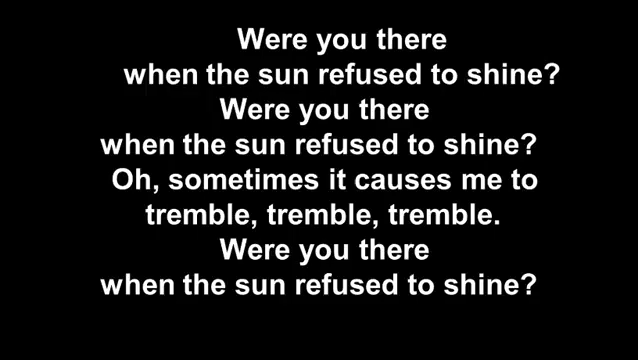 Were you there
when the sun refused to shine?
Were you there
when the sun refused to shine?
Oh, sometimes it causes me to
tremble, tremble, tremble.
Were you there
when the sun refused to shine?